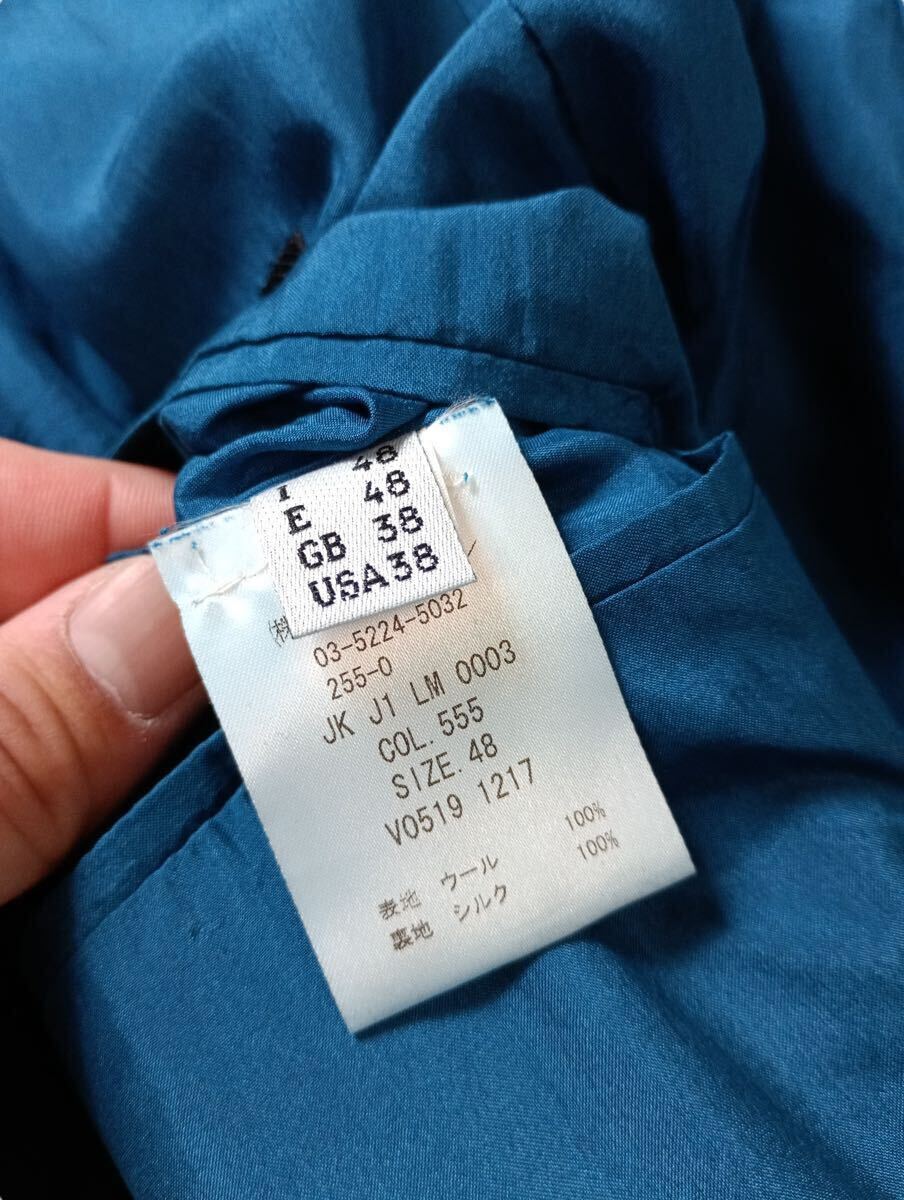 I 48
E 48
GB 38
USA38
(株
03-5224-5032
255-0
JK J1 LM 0003
COL. 555
SIZE. 48
V0519 1217
表地 ウール 100%
裏地 シルク 100%